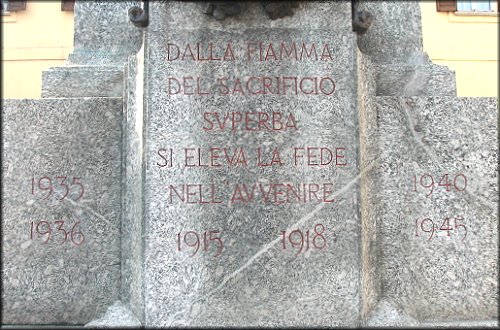 DALLA FIAMMA
DEL SACRIFICIO
SVPERBA
SI ELEVA LA FEDE
NELL'AVVENIRE
1915 1918
1935
1936
1940
1945